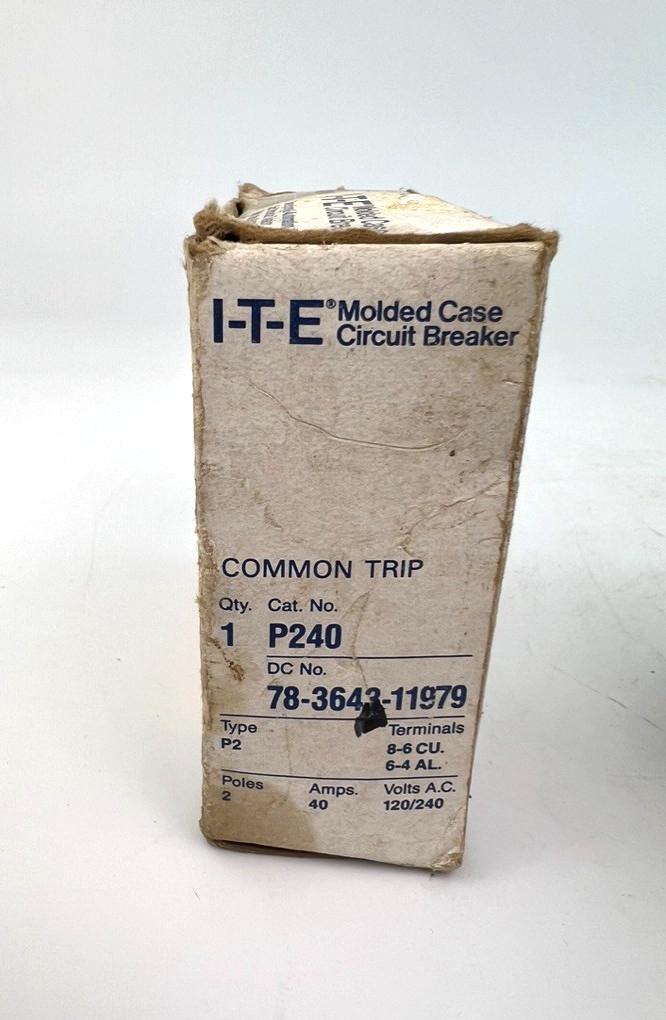 I-T-E® Molded Case
Circuit Breaker
COMMON TRIP
Qty. Cat. No.
1 P240
DC No.
78-3643-11979
Type Terminals
P2 8-6 CU.
6-4 AL.
Poles Amps. Volts A.C.
2 40 120/240